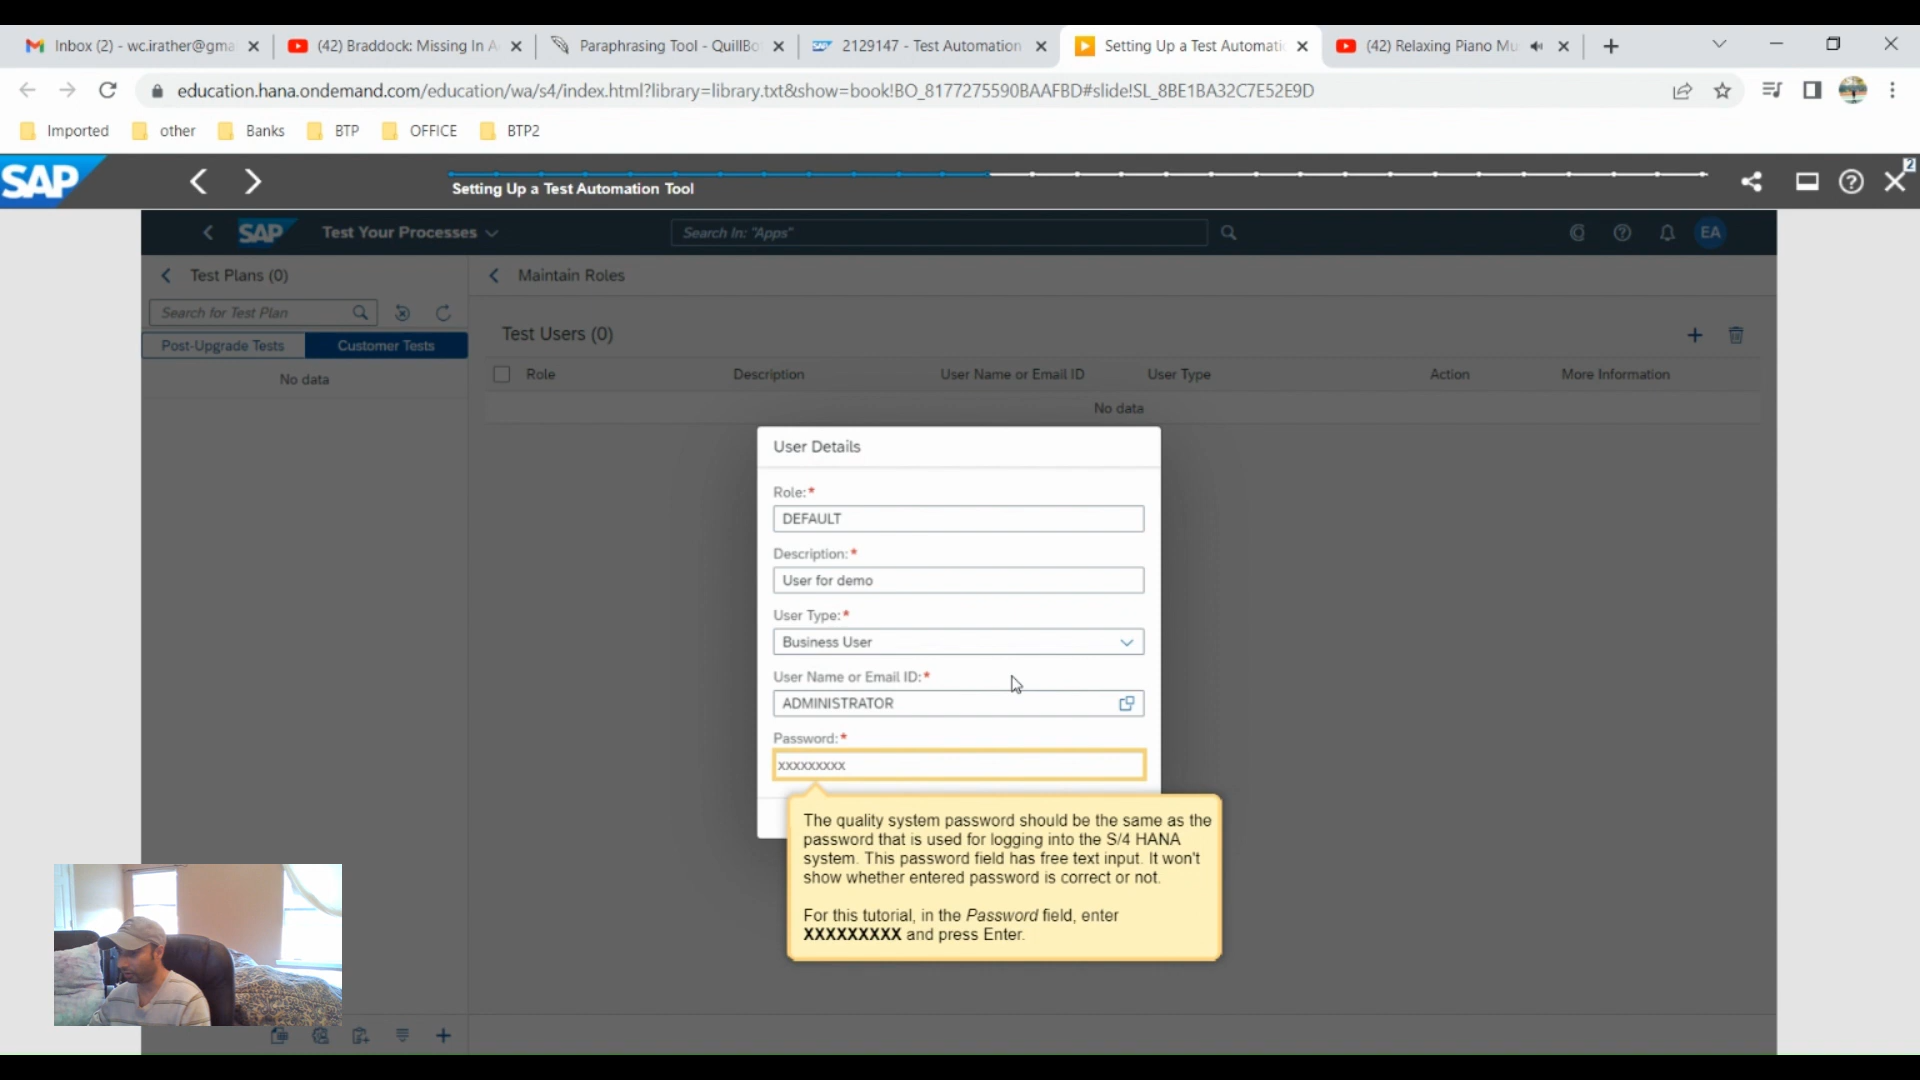 Inbox (2) - wc.irather@gma
(42) Braddock: Missing In A
Paraphrasing Tool - QuillBo
2129147 - Test Automation
Setting Up a Test Automati
(42) Relaxing Piano Mu
education.hana.ondemand.com/education/wa/s4/index.html?library=library.txt&show=book!BO_8177275590BAAFBD#slide!SL_8BE1BA32C7E52E9D
Imported
other
Banks
BTP
OFFICE
BTP2
SAP
Setting Up a Test Automation Tool
2
SAP
Test Your Processes
Search In: "Apps"
EA
Test Plans (0)
Maintain Roles
Search for Test Plan
Test Users (0)
Post-Upgrade Tests
Customer Tests
Role
Description
User Name or Email ID
User Type
Action
More Information
No data
No data
User Details
Role:*
DEFAULT
Description:*
User for demo
User Type:*
Business User
User Name or Email ID:*
ADMINISTRATOR
Password:*
xxxxxxxxx
The quality system password should be the same as the
password that is used for logging into the S/4 HANA
system. This password field has free text input. It won't
show whether entered password is correct or not.
For this tutorial, in the Password field, enter
XXXXXXXXX and press Enter.